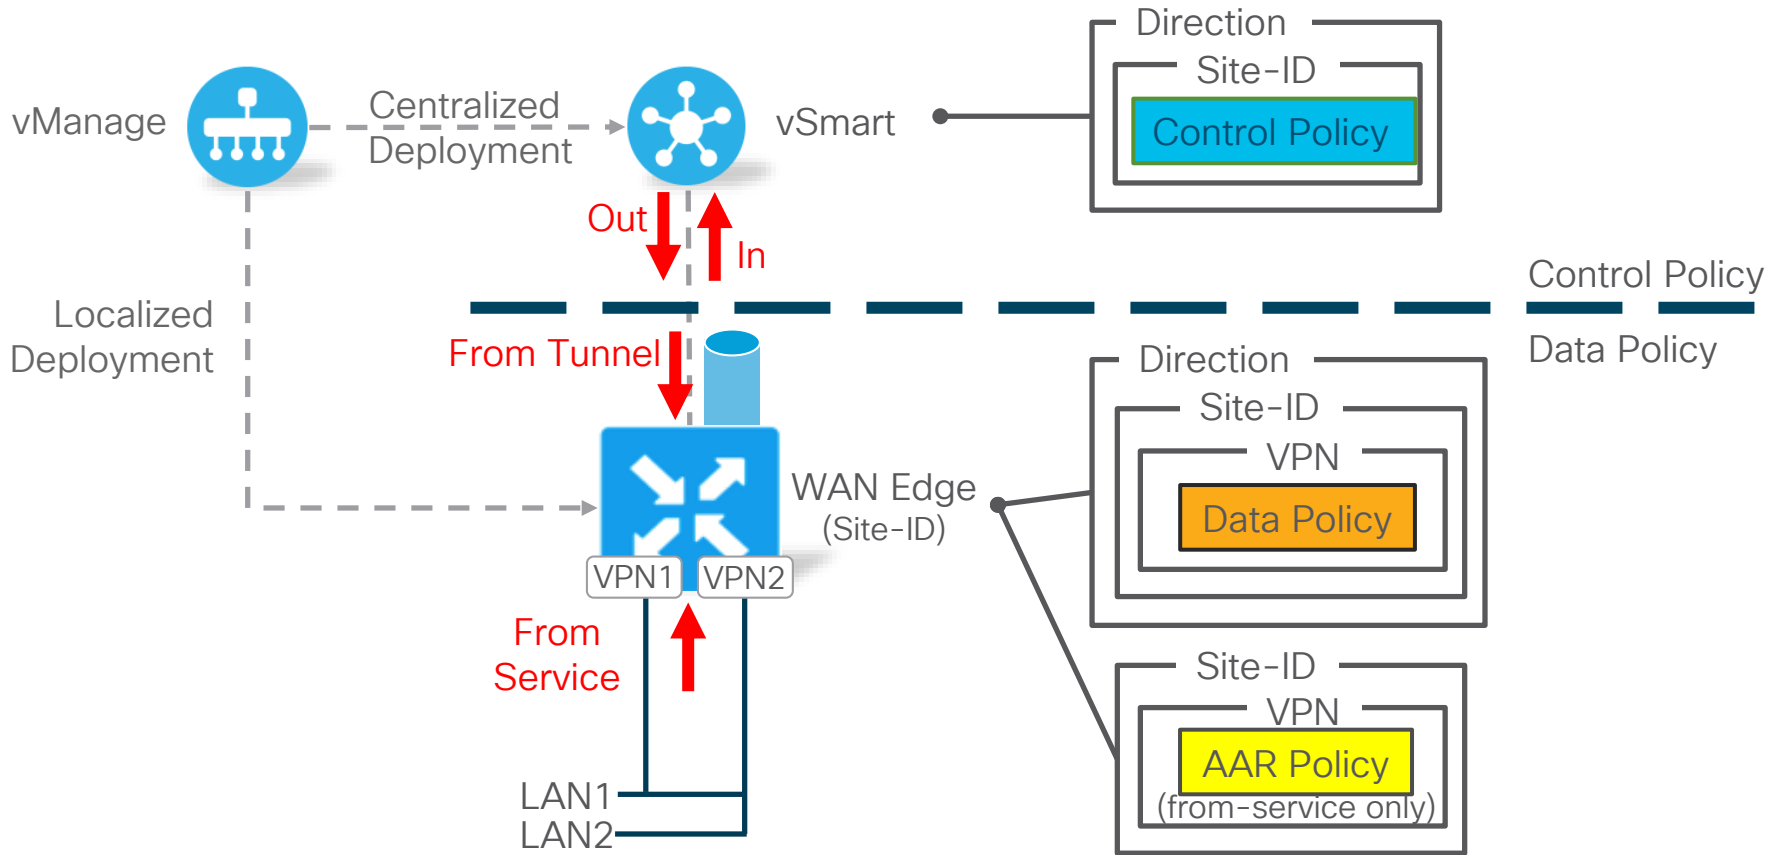 Direction
Site-ID
Control Policy
vManage
Centralized
Deployment
vSmart
Out
In
Control Policy
Data Policy
Localized
Deployment
From Tunnel
Direction
Site-ID
VPN
Data Policy
WAN Edge
(Site-ID)
VPN1
VPN2
From
Service
Site-ID
VPN
AAR Policy
(from-service only)
LAN1
LAN2